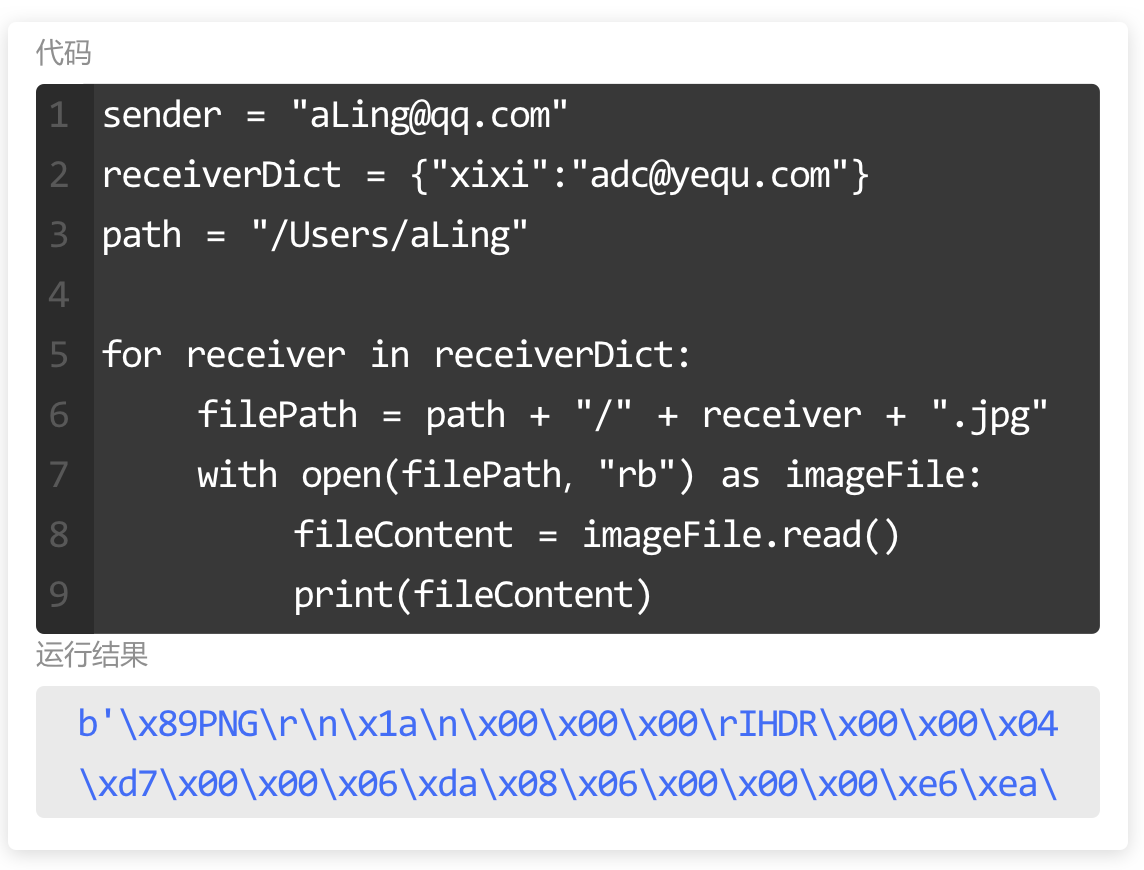 代码
1 sender = "aLing@qq.com"
2 receiverDict = {"xixi":"adc@yequ.com"}
3 path = "/Users/aLing"
4
5 for receiver in receiverDict:
6     filePath = path + "/" + receiver + ".jpg"
7     with open(filePath, "rb") as imageFile:
8         fileContent = imageFile.read()
9         print(fileContent)
运行结果
b'\x89PNG\r\n\x1a\n\x00\x00\x00\rIHDR\x00\x00\x04
\xd7\x00\x00\x06\xda\x08\x06\x00\x00\x00\xe6\xea\